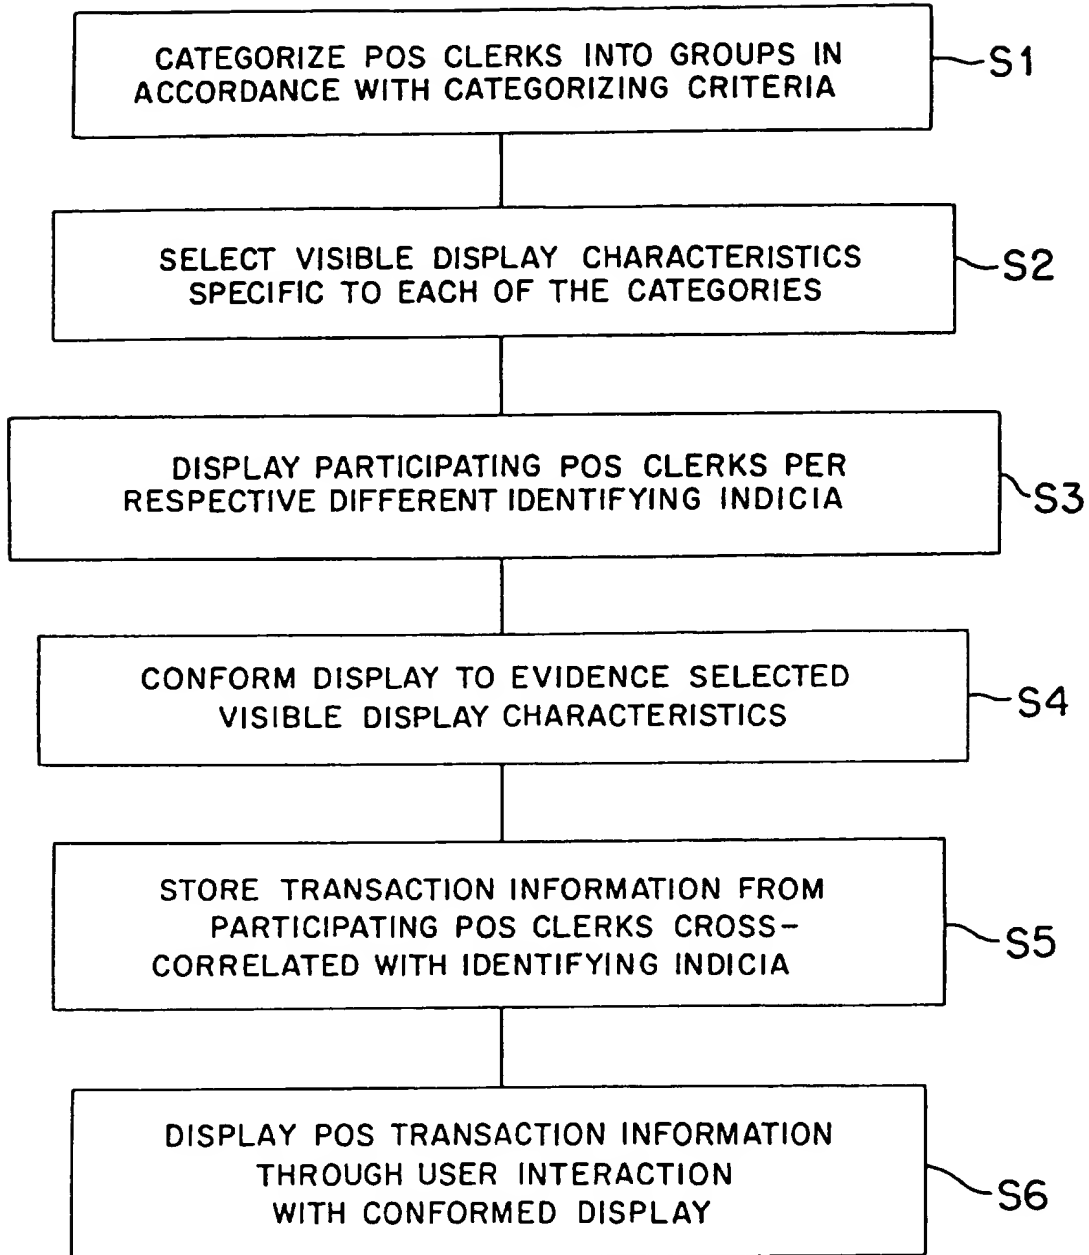 CATEGORIZE POS CLERKS INTO GROUPS IN
ACCORDANCE WITH CATEGORIZING CRITERIA
S1
SELECT VISIBLE DISPLAY CHARACTERISTICS
SPECIFIC TO EACH OF THE CATEGORIES
S2
DISPLAY PARTICIPATING POS CLERKS PER
RESPECTIVE DIFFERENT IDENTIFYING INDICIA
S3
CONFORM DISPLAY TO EVIDENCE SELECTED
VISIBLE DISPLAY CHARACTERISTICS
S4
STORE TRANSACTION INFORMATION FROM
PARTICIPATING POS CLERKS CROSS-
CORRELATED WITH IDENTIFYING INDICIA
S5
DISPLAY POS TRANSACTION INFORMATION
THROUGH USER INTERACTION
WITH CONFORMED DISPLAY
S6